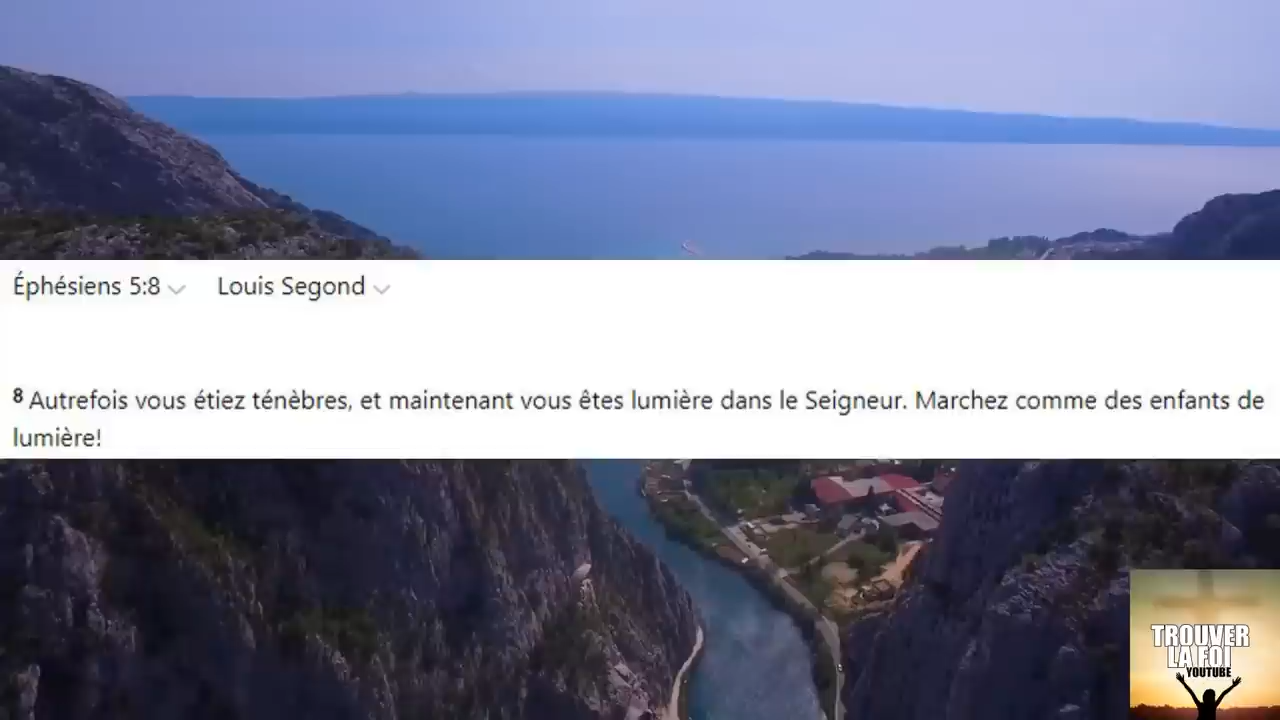 Éphésiens 5:8 Louis Segond
8 Autrefois vous étiez ténèbres, et maintenant vous êtes lumière dans le Seigneur. Marchez comme des enfants de
lumière!
TROUVER
LA FOI
YOUTUBE